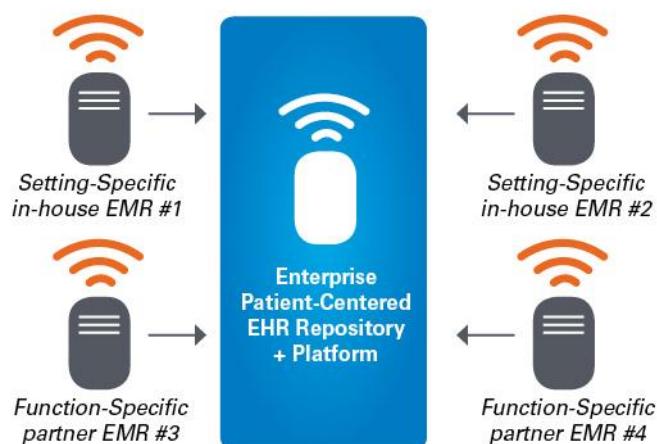 Setting-Specific
in-house EMR #1
Setting-Specific
in-house EMR #2
Enterprise
Patient-Centered
EHR Repository
+ Platform
Function-Specific
partner EMR #3
Function-Specific
partner EMR #4